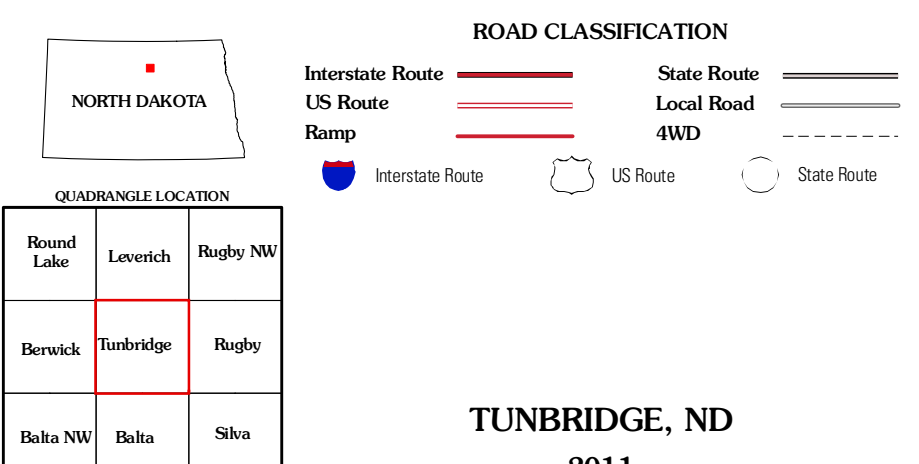 ROAD CLASSIFICATION
NORTH DAKOTA
Interstate Route
State Route
US Route
Local Road
Ramp
4WD
Interstate Route
US Route
State Route
QUADRANGLE LOCATION
Round
Lake
Leverich
Rugby NW
Berwick
Tunbridge
Rugby
Balta NW
Balta
Silva
TUNBRIDGE, ND
2011